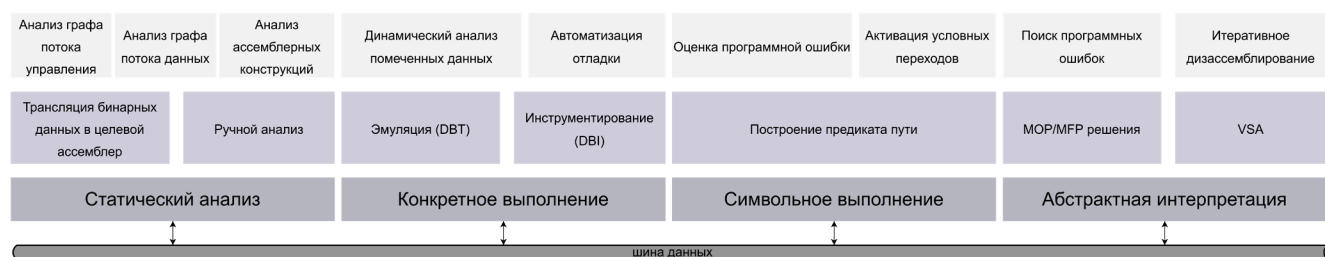 Анализ графа
потока
управления
Анализ графа
потока данных
Анализ
ассемблерных
конструкций
Динамический анализ
помеченных данных
Автоматизация
отладки
Оценка программной ошибки
Активация условных
переходов
Поиск программных
ошибок
Итеративное
дизассемблирование
Трансляция бинарных
данных в целевой
ассемблер
Ручной анализ
Эмуляция (DBT)
Инструментирование
(DBI)
Построение предиката пути
MOP/MFP решения
VSA
Статический анализ
Конкретное выполнение
Символьное выполнение
Абстрактная интерпретация
шина данных